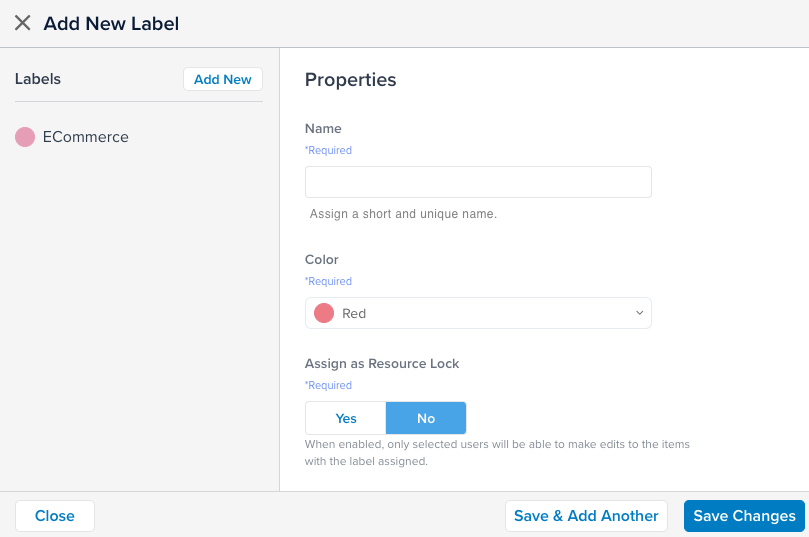 Add New Label
Labels
Add New
ECommerce
Properties
Name
*Required
Assign a short and unique name.
Color
*Required
Red
Assign as Resource Lock
*Required
Yes
No
When enabled, only selected users will be able to make edits to the items
with the label assigned.
Close
Save & Add Another
Save Changes